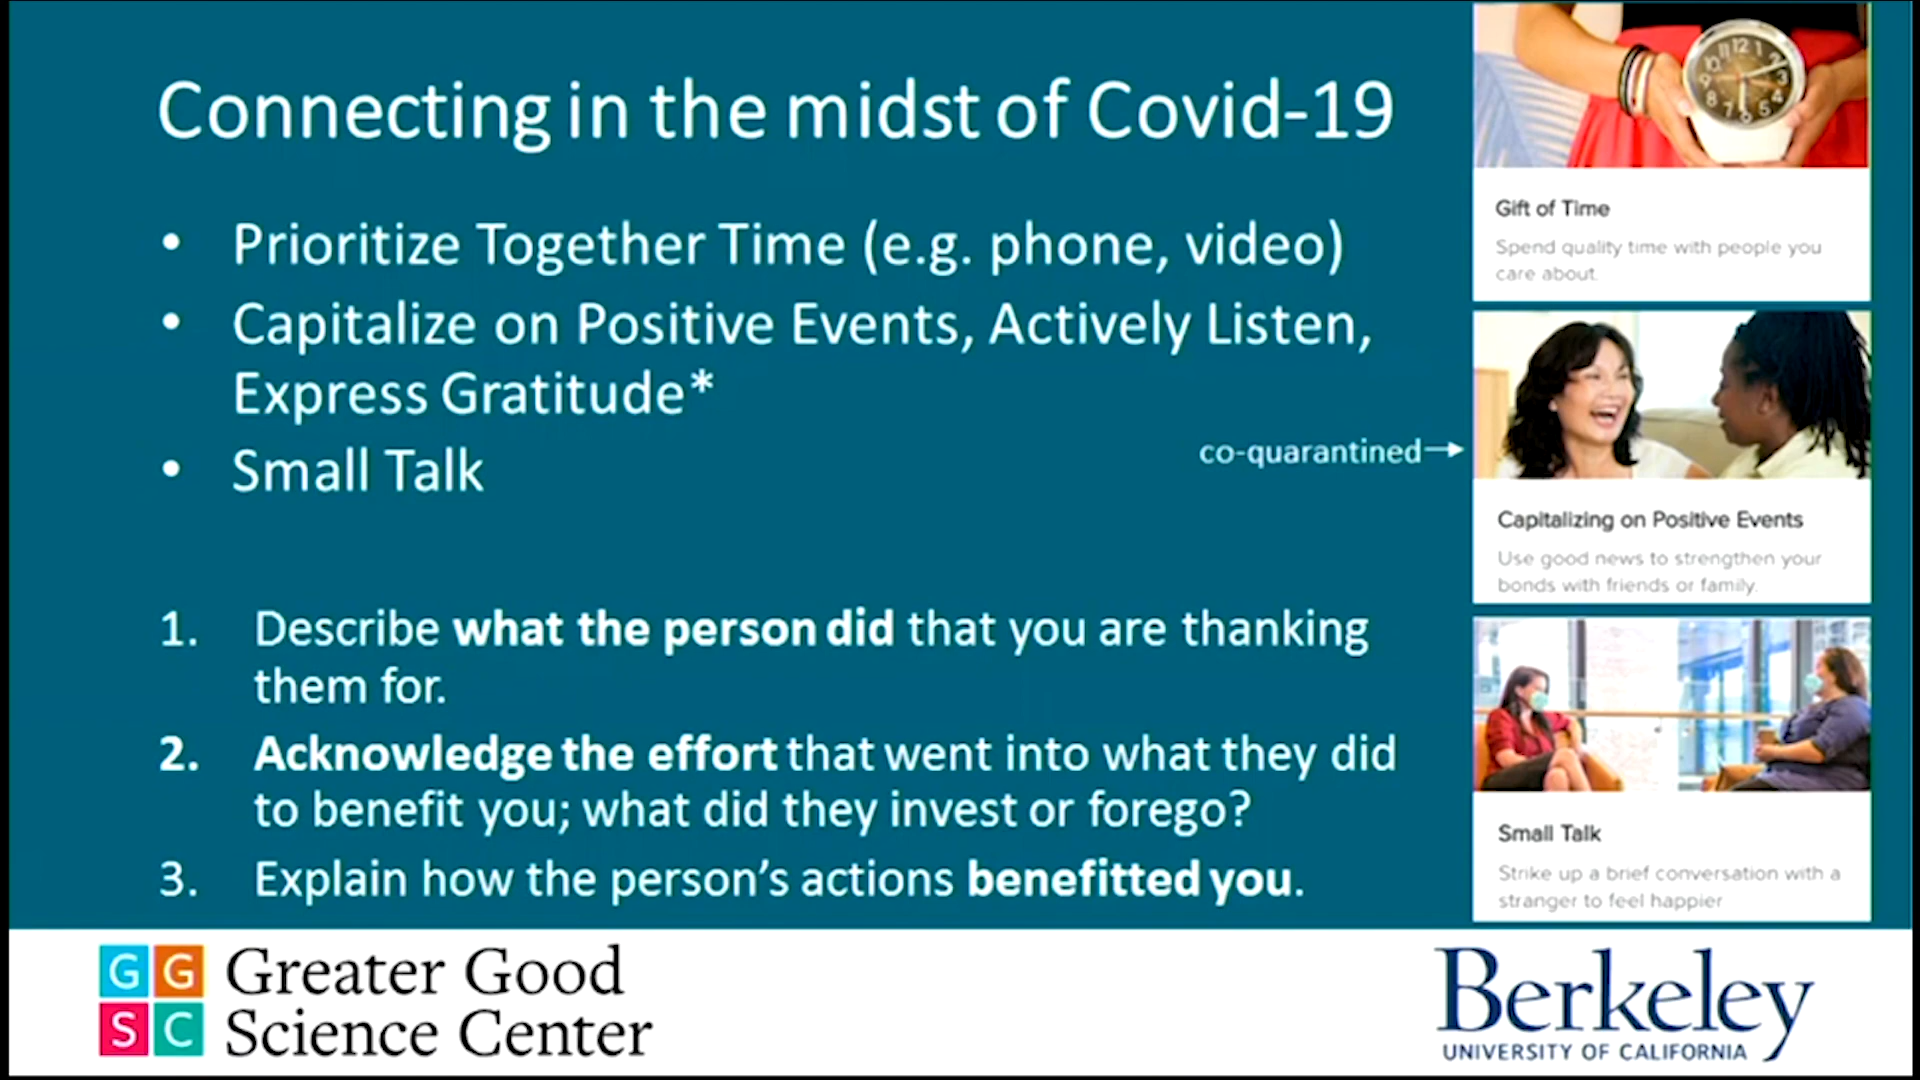 Connecting in the midst of Covid-19
• Prioritize Together Time (e.g. phone, video)
• Capitalize on Positive Events, Actively Listen,
Express Gratitude*
• Small Talk
co-quarantined→
1. Describe what the person did that you are thanking
them for.
2. Acknowledge the effort that went into what they did
to benefit you; what did they invest or forego?
3. Explain how the person's actions benefitted you.
Gift of Time
Spend quality time with people you
care about.
Capitalizing on Positive Events
Use good news to strengthen your
bonds with friends or family.
Small Talk
Strike up a brief conversation with a
stranger to feel happier
GG
SC
Greater Good
Science Center
Berkeley
UNIVERSITY OF CALIFORNIA